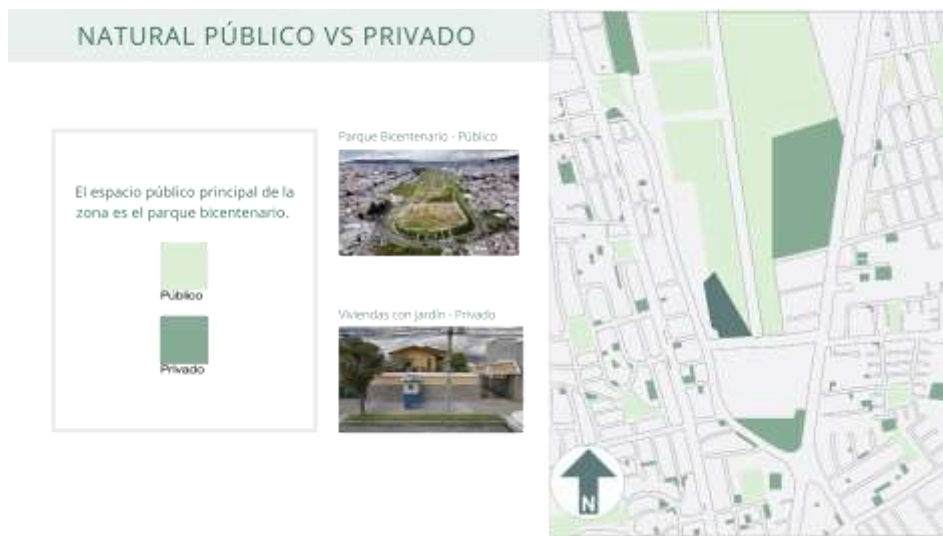 NATURAL PÚBLICO VS PRIVADO
El espacio público principal de la
zona es el parque bicentenario.
Público
Privado
Parque Bicentenario - Público
Viviendas con jardín - Privado
N